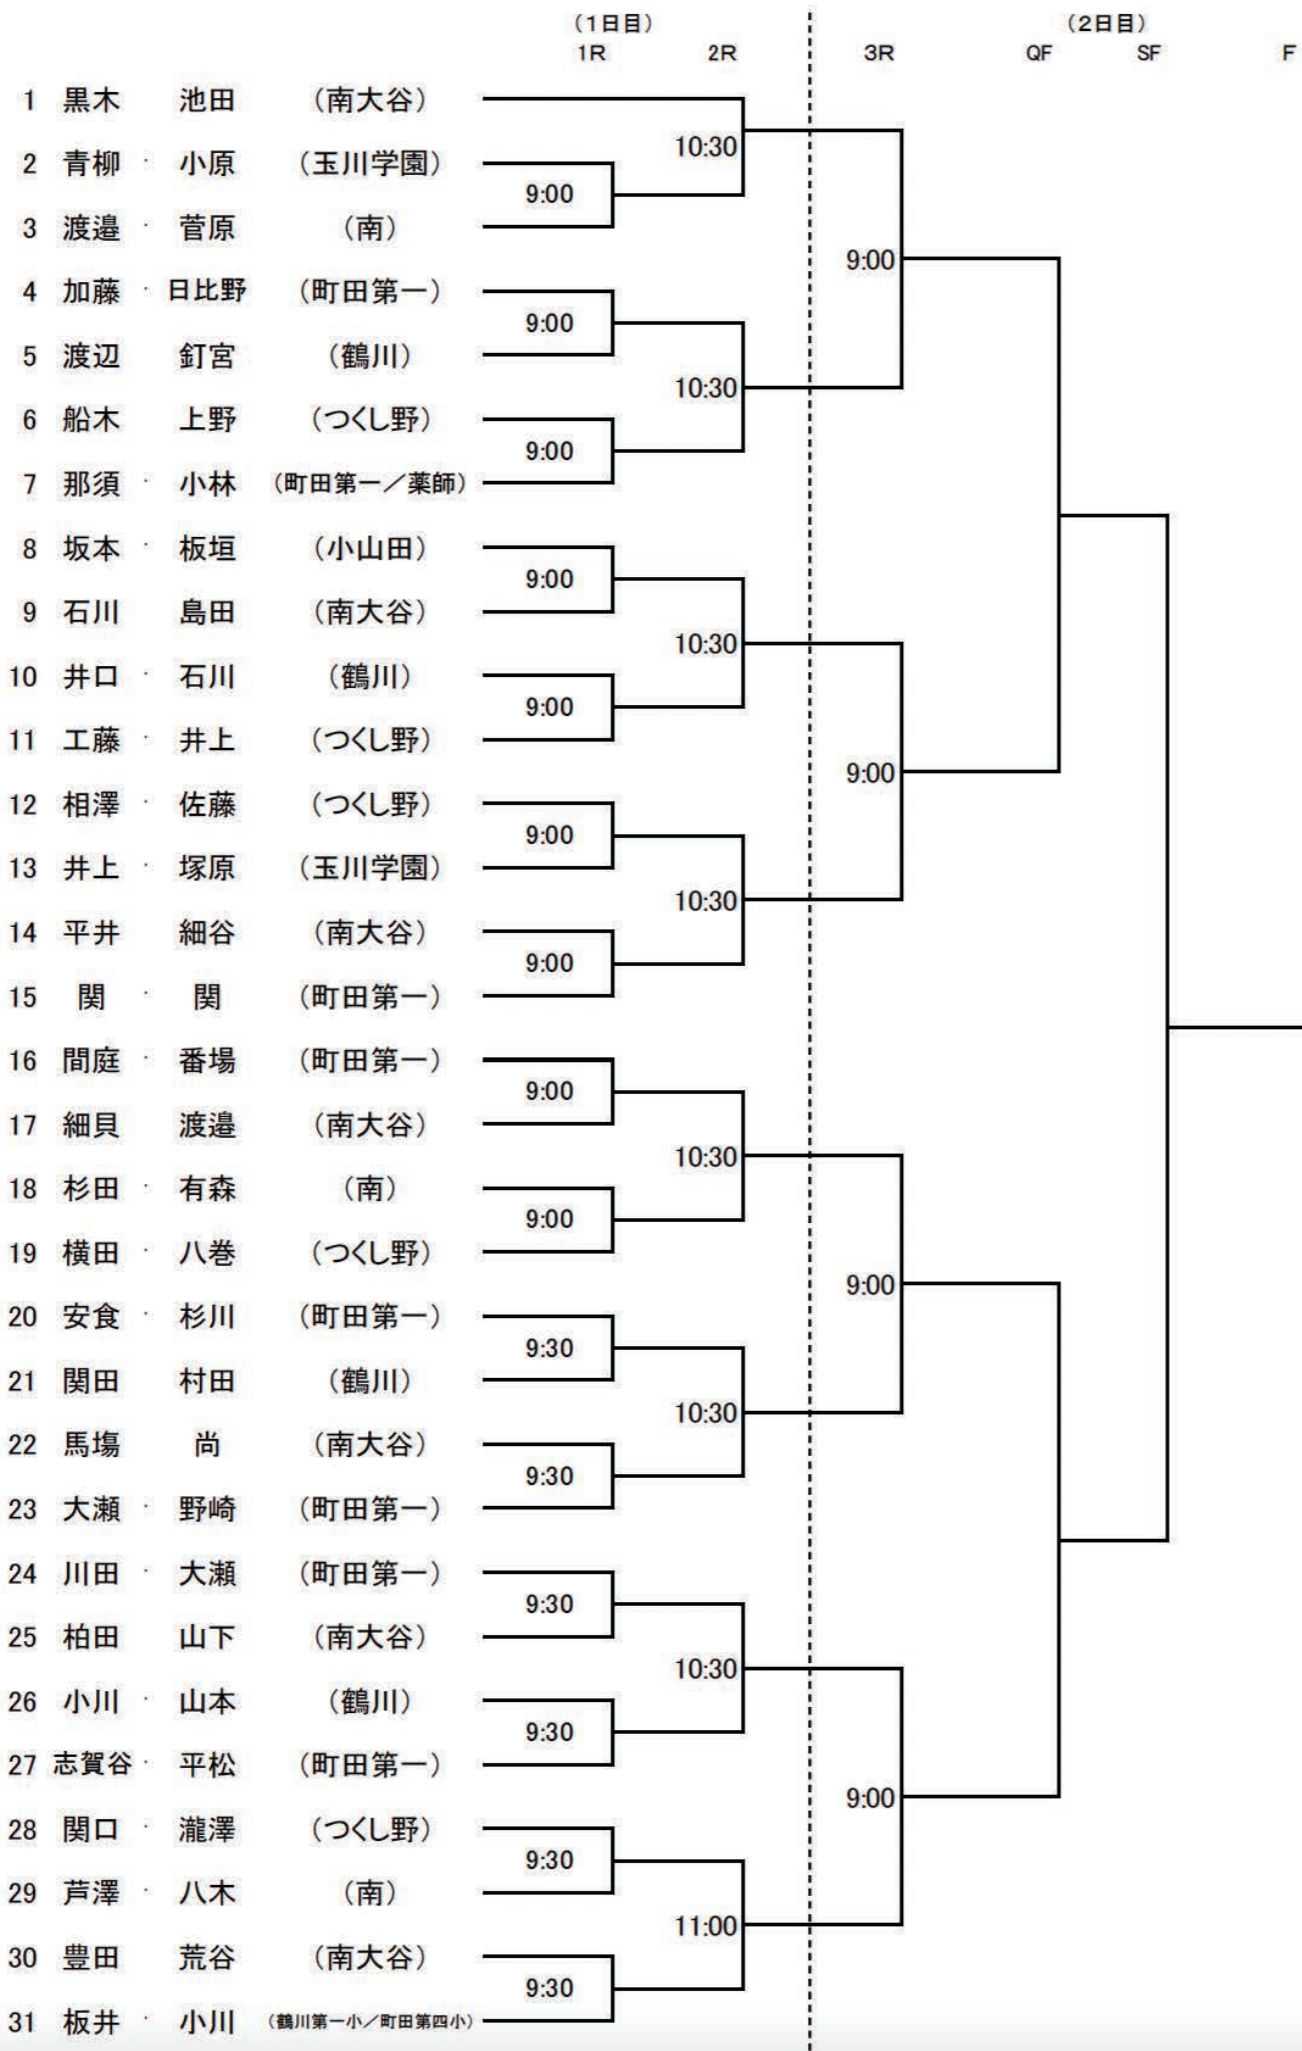 （1日目） （2日目）
1R 2R 3R QF SF F
1 黒木 池田 （南大谷）
10:30
2 青柳 ・ 小原 （玉川学園）
9:00
3 渡邉 ・ 菅原 （南）
9:00
4 加藤 ・ 日比野 （町田第一）
9:00
5 渡辺 釘宮 （鶴川）
10:30
6 船木 上野 （つくし野）
9:00
7 那須 ・ 小林 （町田第一／薬師）
8 坂本 ・ 板垣 （小山田）
9:00
9 石川 島田 （南大谷）
10:30
10 井口 ・ 石川 （鶴川）
9:00
11 工藤 ・ 井上 （つくし野）
9:00
12 相澤 ・ 佐藤 （つくし野）
9:00
13 井上 ・ 塚原 （玉川学園）
10:30
14 平井 細谷 （南大谷）
9:00
15 関 ・ 関 （町田第一）
16 間庭 ・ 番場 （町田第一）
9:00
17 細貝 渡邉 （南大谷）
10:30
18 杉田 ・ 有森 （南）
9:00
19 横田 ・ 八巻 （つくし野）
9:00
20 安食 ・ 杉川 （町田第一）
9:30
21 関田 村田 （鶴川）
10:30
22 馬塲 尚 （南大谷）
9:30
23 大瀬 ・ 野崎 （町田第一）
24 川田 ・ 大瀬 （町田第一）
9:30
25 柏田 山下 （南大谷）
10:30
26 小川 ・ 山本 （鶴川）
9:30
27 志賀谷 ・ 平松 （町田第一）
9:00
28 関口 ・ 瀧澤 （つくし野）
9:30
29 芦澤 ・ 八木 （南）
11:00
30 豊田 荒谷 （南大谷）
9:30
31 板井 ・ 小川 （鶴川第一小／町田第四小）